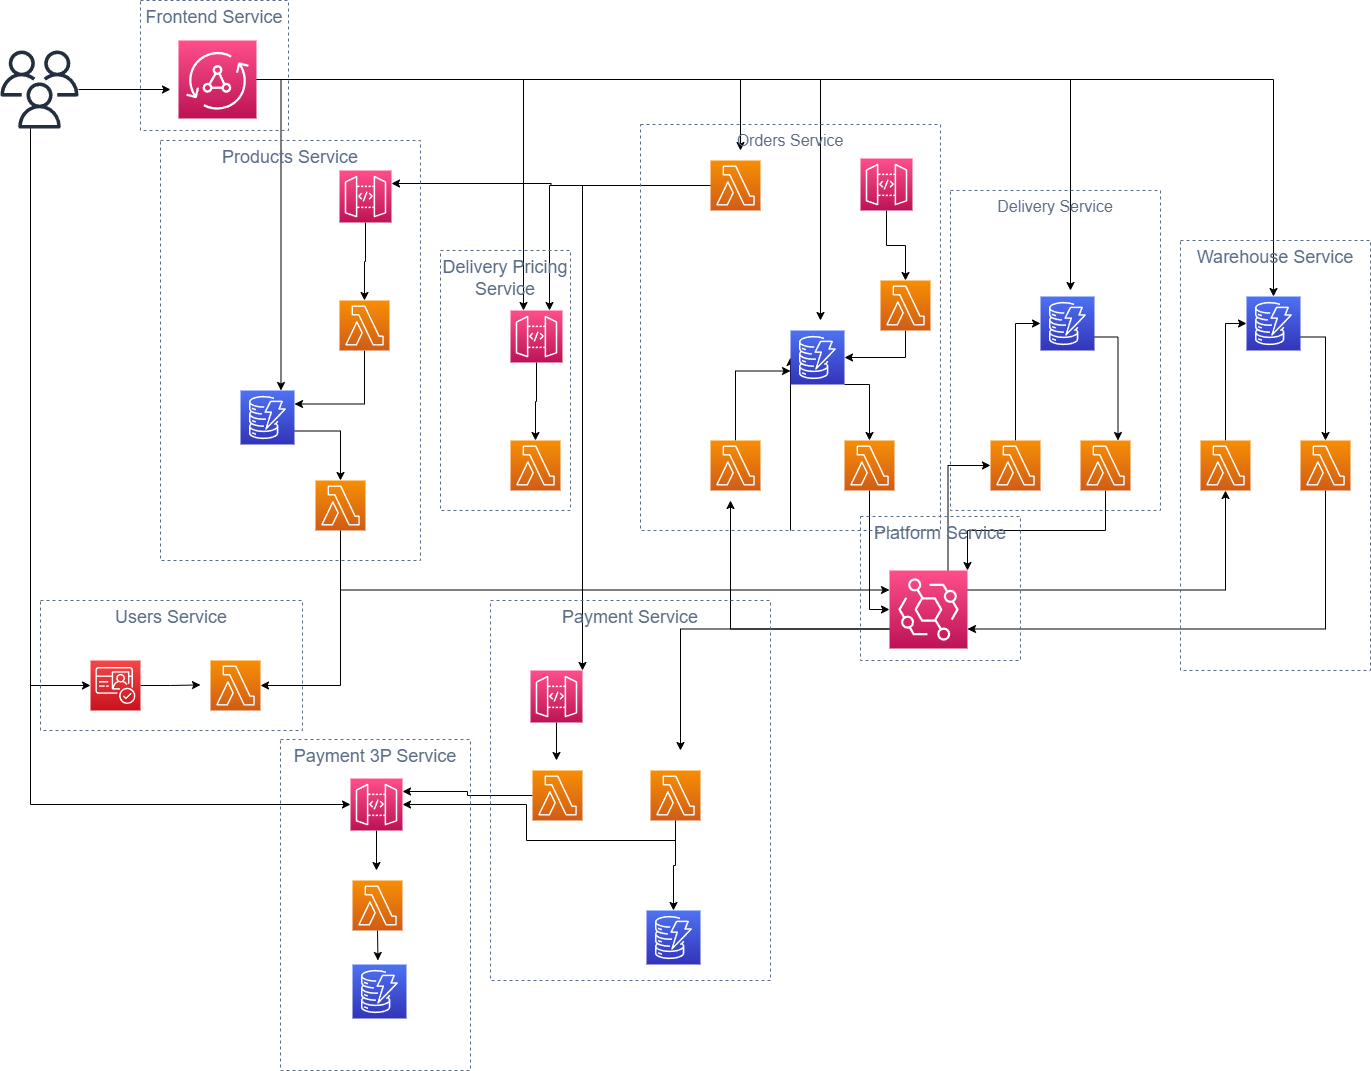 Frontend Service
Products Service
Orders Service
Delivery Service
Warehouse Service
Delivery Pricing
Service
Platform Service
Users Service
Payment Service
Payment 3P Service